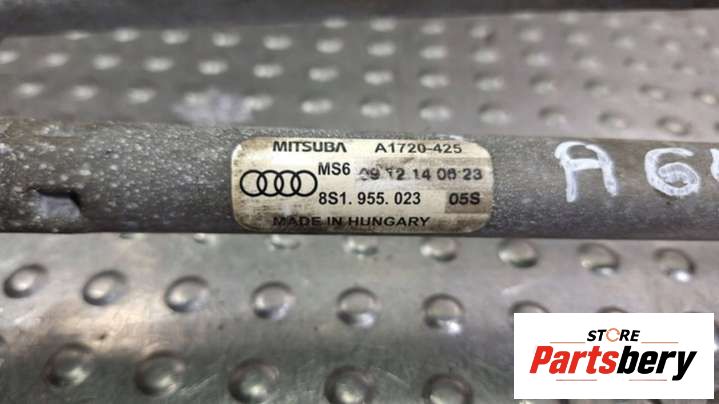 MITSUBA A1720-425
MS6 09 12 14 06 23
8S1. 955. 023 05S
MADE IN HUNGARY
STORE
Partsbery